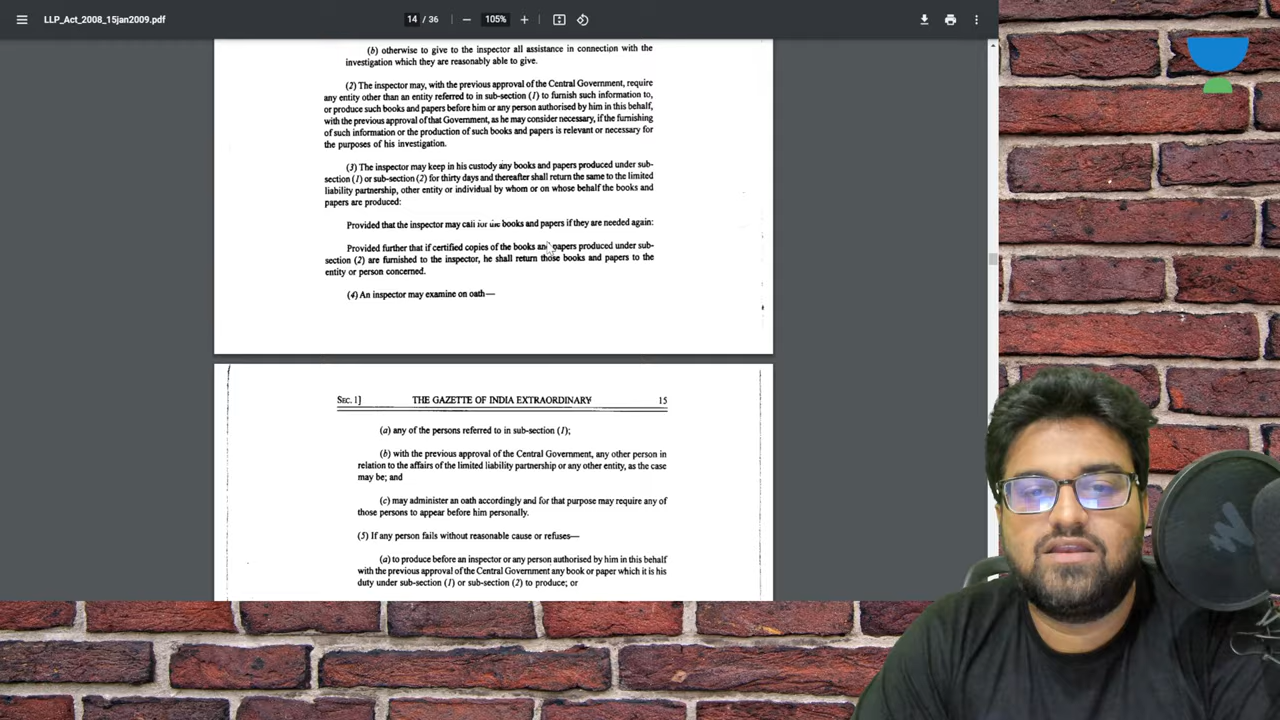 LLP_Act_2008_15jan2009.pdf
14 / 36
105%
(b) otherwise to give to the inspector all assistance in connection with the
investigation which they are reasonably able to give.
(2) The inspector may, with the previous approval of the Central Government, require
any entity other than an entity referred to in sub-section (1) to furnish such information to,
or produce such books and papers before him or any person authorised by him in this behalf,
with the previous approval of that Government, as he may consider necessary, if the furnishing
of such information or the production of such books and papers is relevant or necessary for
the purposes of his investigation.
(3) The inspector may keep in his custody any books and papers produced under sub-
section (1) or sub-section (2) for thirty days and thereafter shall return the same to the limited
liability partnership, other entity or individual by whom or on whose behalf the books and
papers are produced:
Provided that the inspector may call for the books and papers if they are needed again:
Provided further that if certified copies of the books and papers produced under sub-
section (2) are furnished to the inspector, he shall return those books and papers to the
entity or person concerned.
(4) An inspector may examine on oath—
SEC. 1] THE GAZETTE OF INDIA EXTRAORDINARY 15
(a) any of the persons referred to in sub-section (1);
(b) with the previous approval of the Central Government, any other person in
relation to the affairs of the limited liability partnership or any other entity, as the case
may be; and
(c) may administer an oath accordingly and for that purpose may require any of
those persons to appear before him personally.
(5) If any person fails without reasonable cause or refuses—
(a) to produce before an inspector or any person authorised by him in this behalf
with the previous approval of the Central Government any book or paper which it is his
duty under sub-section (1) or sub-section (2) to produce; or